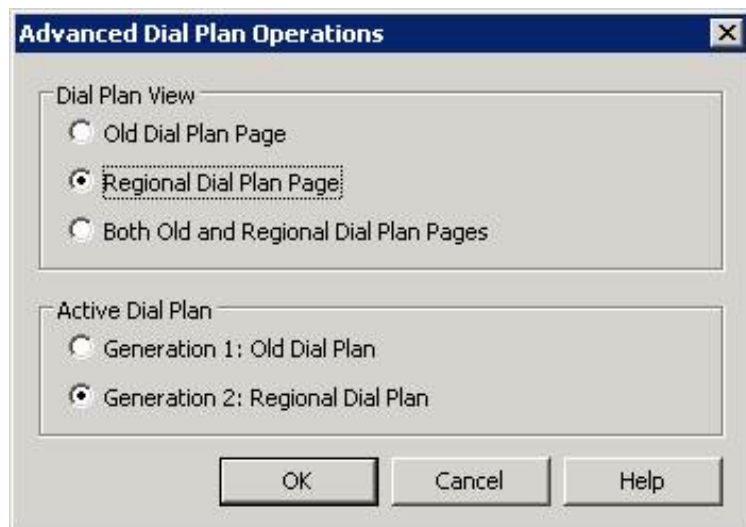 Advanced Dial Plan Operations
Dial Plan View
Old Dial Plan Page
Regional Dial Plan Page
Both Old and Regional Dial Plan Pages
Active Dial Plan
Generation 1: Old Dial Plan
Generation 2: Regional Dial Plan
OK Cancel Help